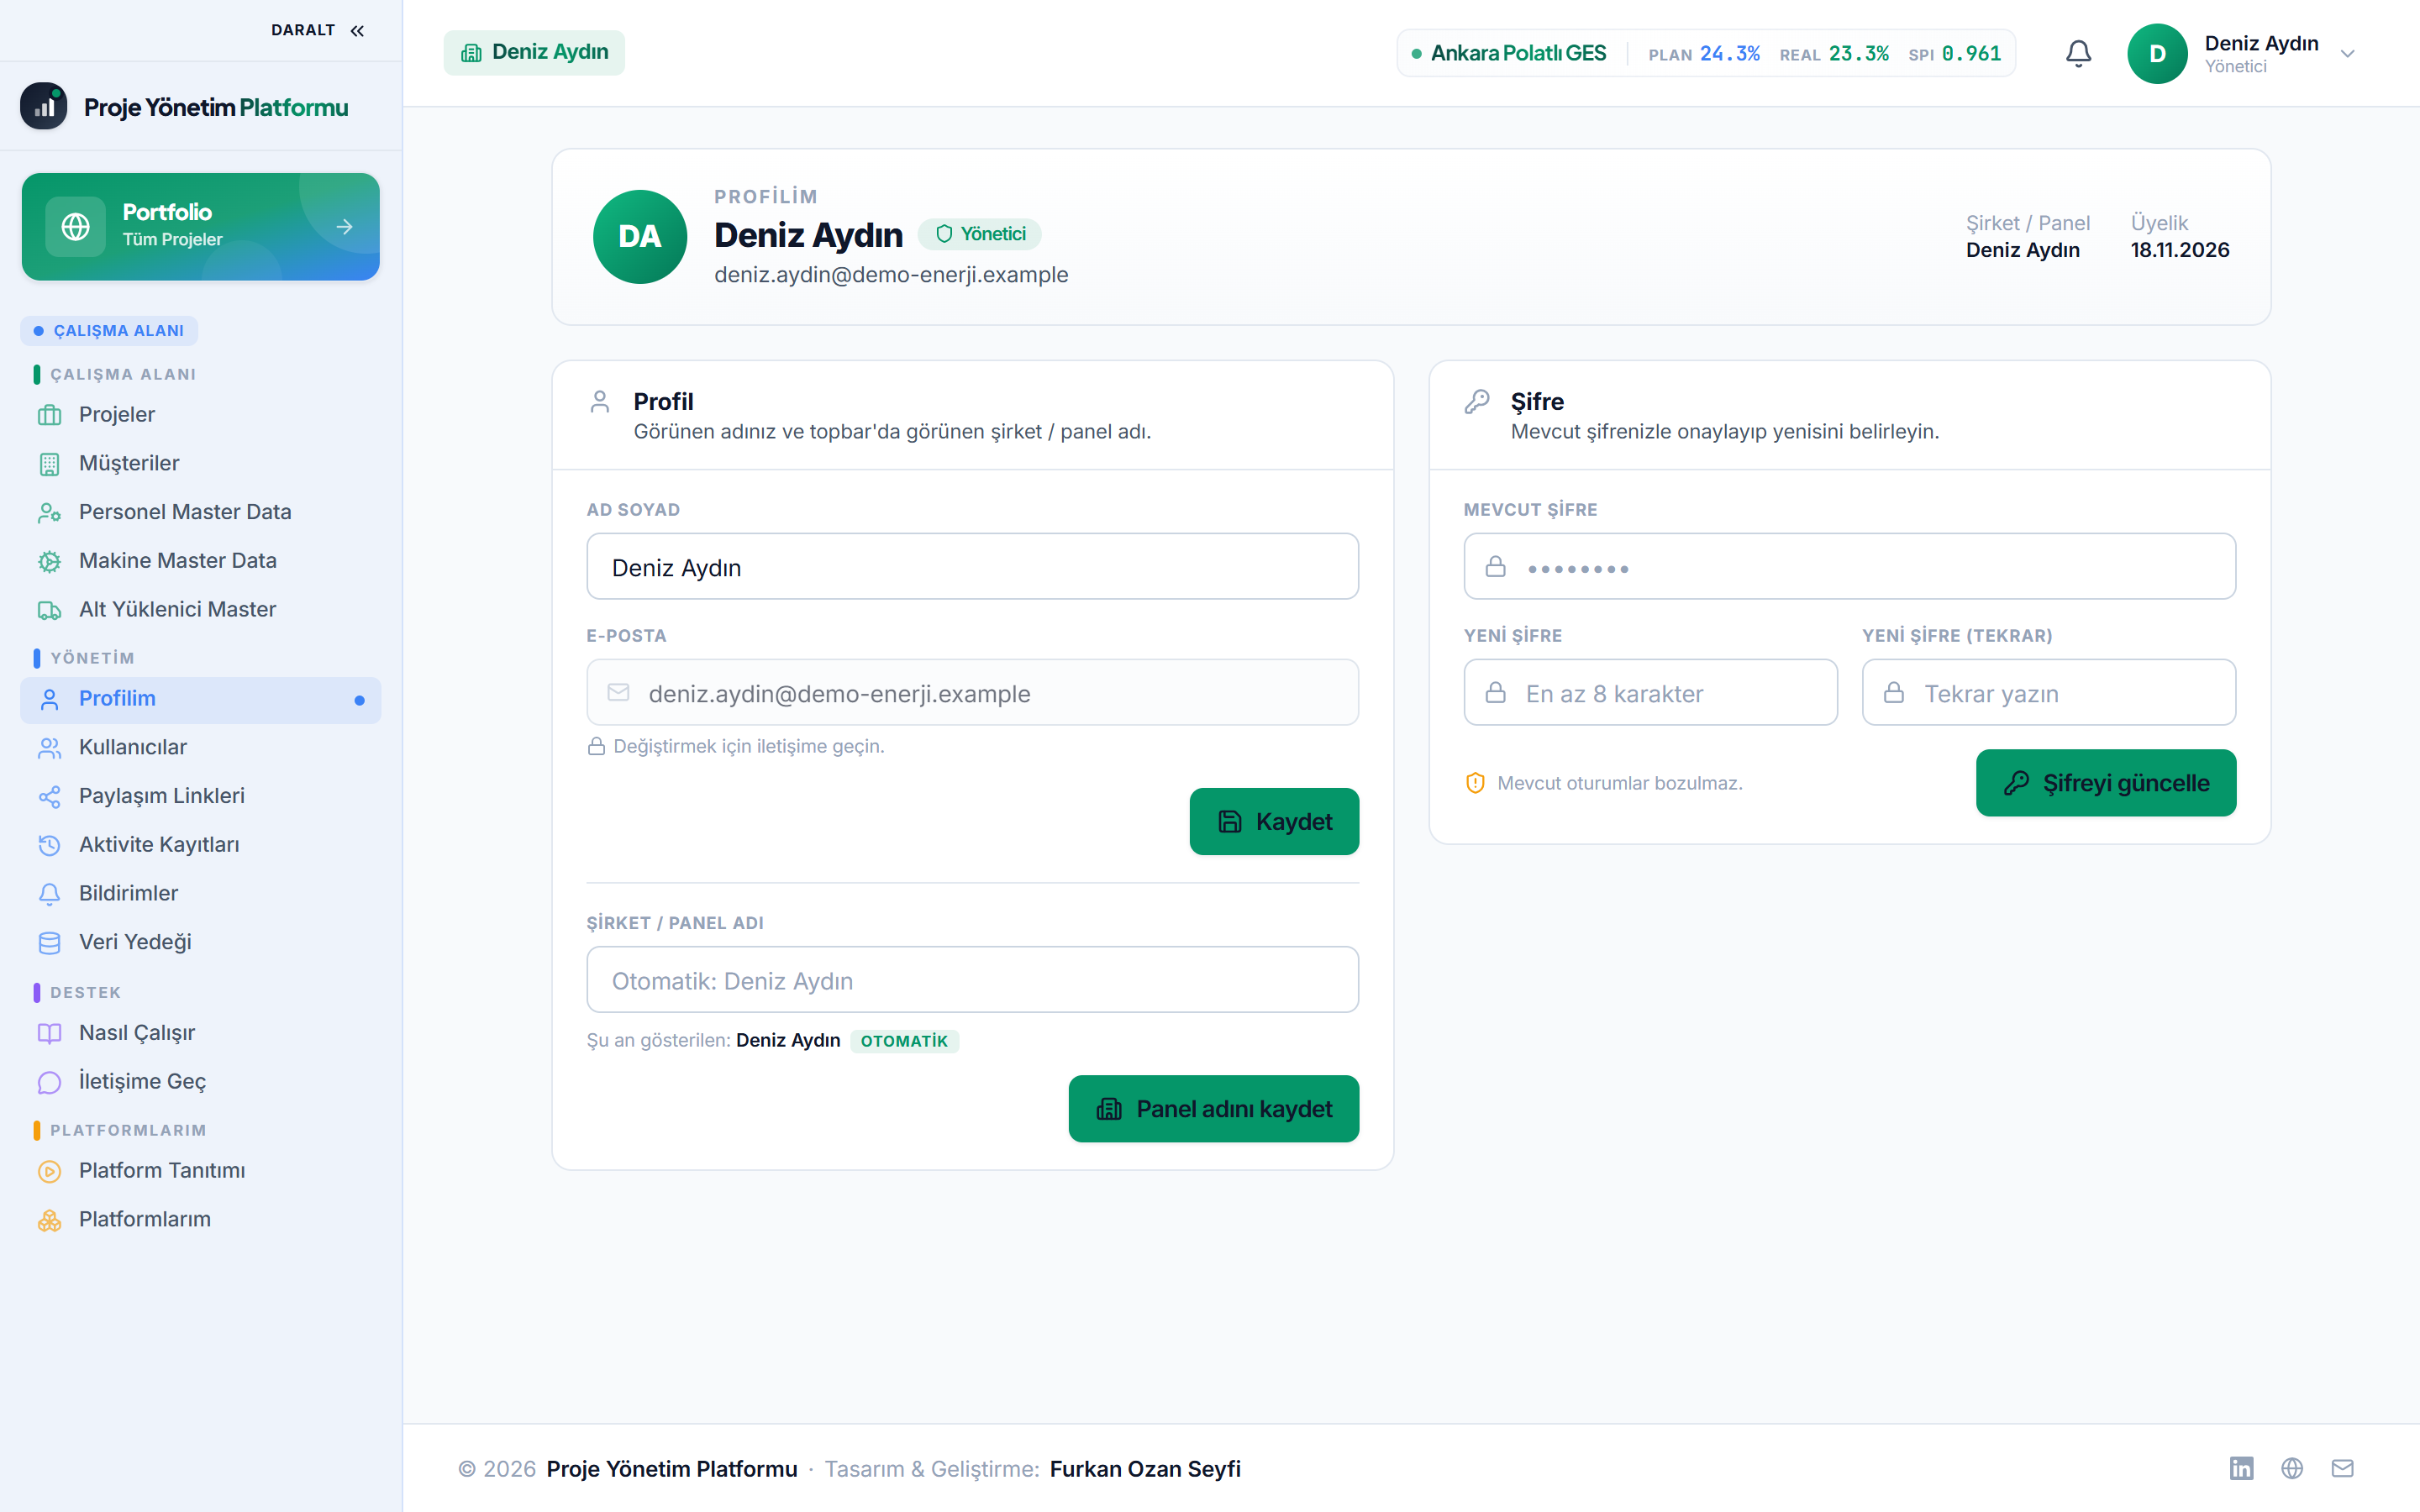 DARALT
Proje Yönetim Platformu
Portfolio
Tüm Projeler
ÇALIŞMA ALANI
ÇALIŞMA ALANI
Projeler
Müşteriler
Personel Master Data
Makine Master Data
Alt Yüklenici Master
YÖNETİM
Profilim
Kullanıcılar
Paylaşım Linkleri
Aktivite Kayıtları
Bildirimler
Veri Yedeği
DESTEK
Nasıl Çalışır
İletişime Geç
PLATFORMLARIM
Platform Tanıtımı
Platformlarım
Deniz Aydın
Ankara Polatlı GES PLAN 24.3% REAL 23.3% SPI 0.961
D
Deniz Aydın
Yönetici
DA
PROFİLİM
Deniz Aydın Yönetici
deniz.aydin@demo-enerji.example
Şirket / Panel
Deniz Aydın
Üyelik
18.11.2026
Profil
Görünen adınız ve topbar'da görünen şirket / panel adı.
AD SOYAD
Deniz Aydın
E-POSTA
deniz.aydin@demo-enerji.example
Değiştirmek için iletişime geçin.
Kaydet
ŞİRKET / PANEL ADI
Otomatik: Deniz Aydın
Şu an gösterilen: Deniz Aydın OTOMATİK
Panel adını kaydet
Şifre
Mevcut şifrenizle onaylayıp yenisini belirleyin.
MEVCUT ŞİFRE
••••••••
YENİ ŞİFRE
En az 8 karakter
YENİ ŞİFRE (TEKRAR)
Tekrar yazın
Mevcut oturumlar bozulmaz.
Şifreyi güncelle
© 2026 Proje Yönetim Platformu · Tasarım & Geliştirme: Furkan Ozan Seyfi